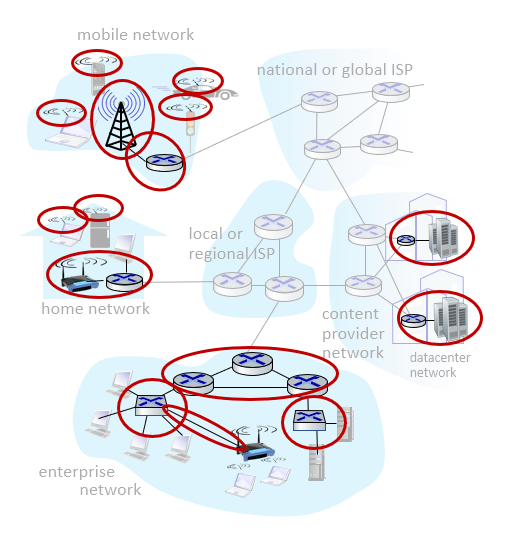 mobile network
national or global ISP
local or
regional ISP
home network
content
provider
network
datacenter
network
enterprise
network